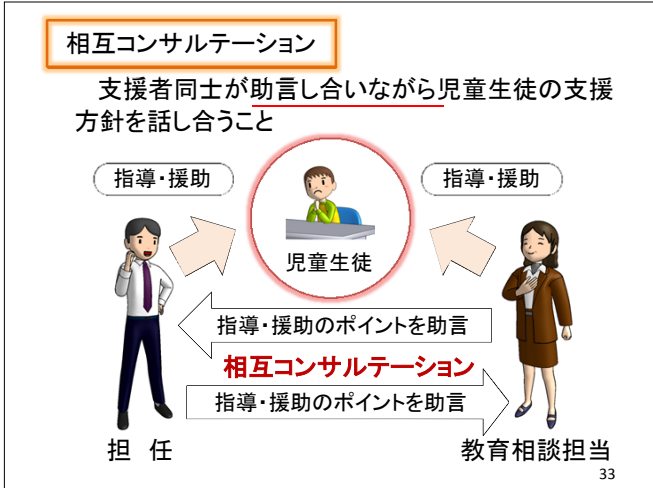 相互コンサルテーション
支援者同士が助言し合いながら児童生徒の支援
方針を話し合うこと
指導・援助
指導・援助
児童生徒
指導・援助のポイントを助言
相互コンサルテーション
指導・援助のポイントを助言
担 任
教育相談担当
33